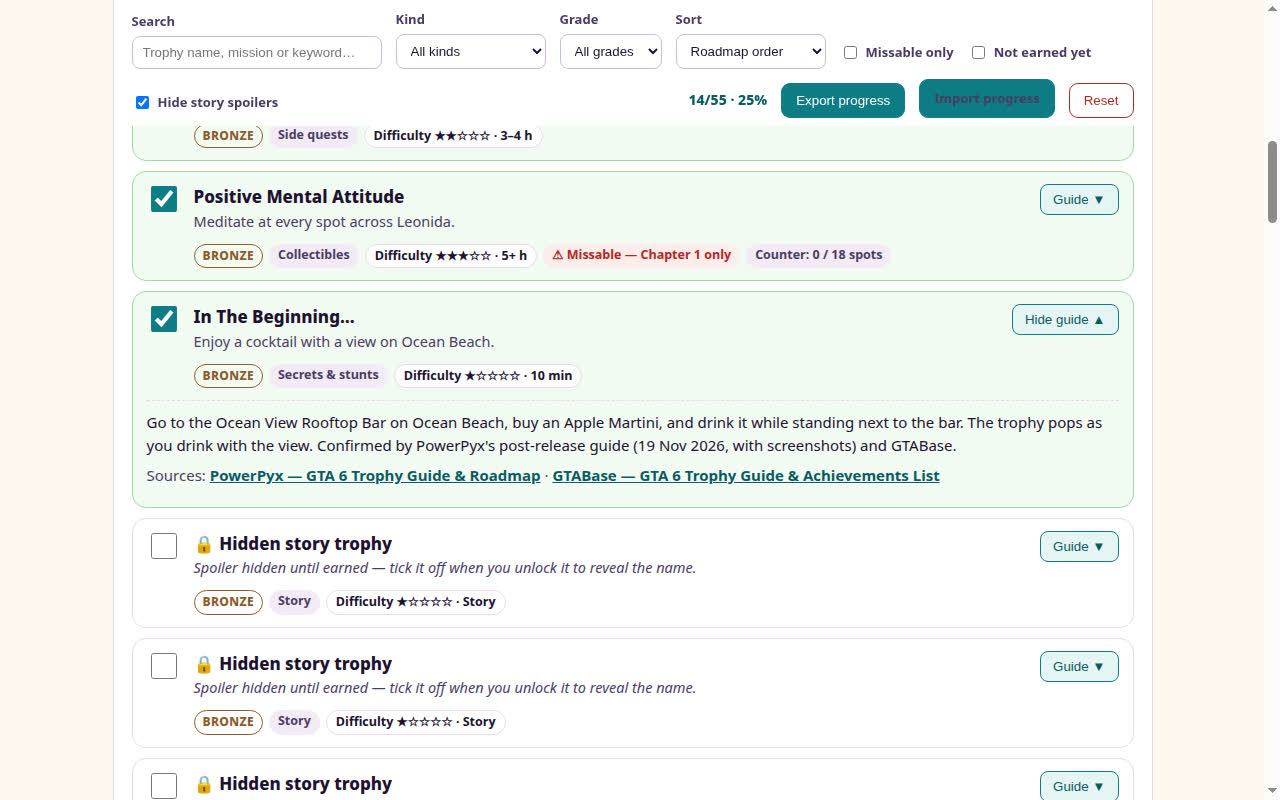 Search
Kind
Grade
Sort
Trophy name, mission or keyword…
All kinds
All grades
Roadmap order
Missable only
Not earned yet
Hide story spoilers
14/55 · 25%
Export progress
Import progress
Reset
BRONZE Side quests Difficulty ★★☆☆☆ · 3–4 h
Positive Mental Attitude
Guide ▼
Meditate at every spot across Leonida.
BRONZE Collectibles Difficulty ★★★☆☆ · 5+ h ⚠ Missable — Chapter 1 only Counter: 0 / 18 spots
In The Beginning…
Hide guide ▲
Enjoy a cocktail with a view on Ocean Beach.
BRONZE Secrets & stunts Difficulty ★☆☆☆☆ · 10 min
Go to the Ocean View Rooftop Bar on Ocean Beach, buy an Apple Martini, and drink it while standing next to the bar. The trophy pops as
you drink with the view. Confirmed by PowerPyx's post-release guide (19 Nov 2026, with screenshots) and GTABase.
Sources: PowerPyx — GTA 6 Trophy Guide & Roadmap · GTABase — GTA 6 Trophy Guide & Achievements List
🔒 Hidden story trophy
Guide ▼
Spoiler hidden until earned — tick it off when you unlock it to reveal the name.
BRONZE Story Difficulty ★☆☆☆☆ · Story
🔒 Hidden story trophy
Guide ▼
Spoiler hidden until earned — tick it off when you unlock it to reveal the name.
BRONZE Story Difficulty ★☆☆☆☆ · Story
🔒 Hidden story trophy
Guide ▼